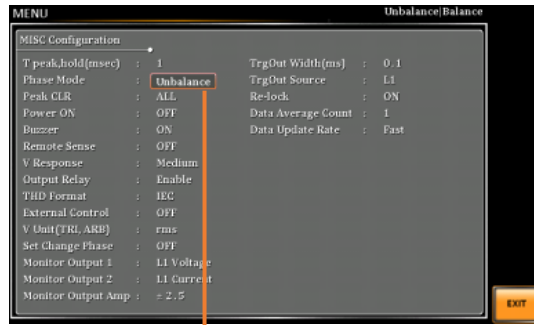 MENU
Unbalance|Balance
MISC Configuration
T peak,hold(msec) : 1
Phase Mode : Unbalance
Peak CLR : ALL
Power ON : OFF
Buzzer : ON
Remote Sense : OFF
V Response : Medium
Output Relay : Enable
THD Format : IEC
External Control : OFF
V Unit(TRI, ARB) : rms
Set Change Phase : OFF
Monitor Output 1 : L1 Voltage
Monitor Output 2 : L1 Current
Monitor Output Amp : ± 2.5
TrgOut Width(ms) : 0.1
TrgOut Source : L1
Re-lock : ON
Data Average Count : 1
Data Update Rate : Fast
EXIT